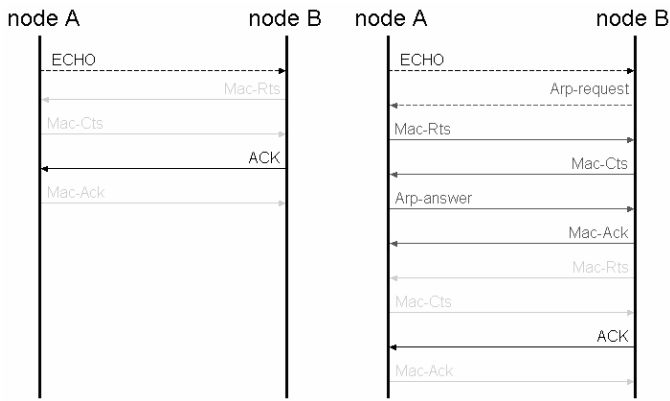 node A
node B
ECHO
Mac-Rts
Mac-Cts
ACK
Mac-Ack
node A
node B
ECHO
Arp-request
Mac-Rts
Mac-Cts
Arp-answer
Mac-Ack
Mac-Rts
Mac-Cts
ACK
Mac-Ack